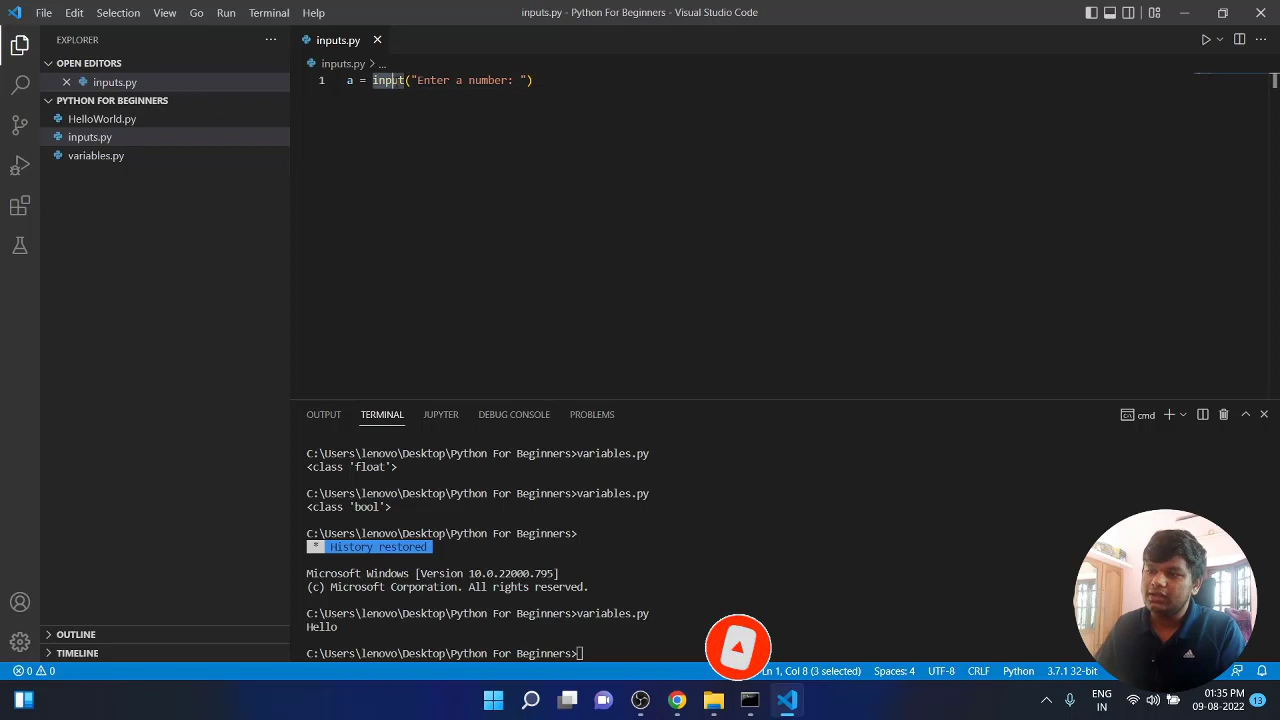 File Edit Selection View Go Run Terminal Help
inputs.py - Python For Beginners - Visual Studio Code
EXPLORER
OPEN EDITORS
inputs.py
PYTHON FOR BEGINNERS
HelloWorld.py
inputs.py
variables.py
OUTLINE
TIMELINE
inputs.py
inputs.py > ...
1 a = input("Enter a number: ")
OUTPUT TERMINAL JUPYTER DEBUG CONSOLE PROBLEMS
cmd
C:\Users\lenovo\Desktop\Python For Beginners>variables.py
<class 'float'>
C:\Users\lenovo\Desktop\Python For Beginners>variables.py
<class 'bool'>
C:\Users\lenovo\Desktop\Python For Beginners>
* History restored
Microsoft Windows [Version 10.0.22000.795]
(c) Microsoft Corporation. All rights reserved.
C:\Users\lenovo\Desktop\Python For Beginners>variables.py
Hello
C:\Users\lenovo\Desktop\Python For Beginners>
0 0 Ln 1, Col 8 (3 selected) Spaces: 4 UTF-8 CRLF Python 3.7.1 32-bit
ENG
IN
01:35 PM
09-08-2022
13